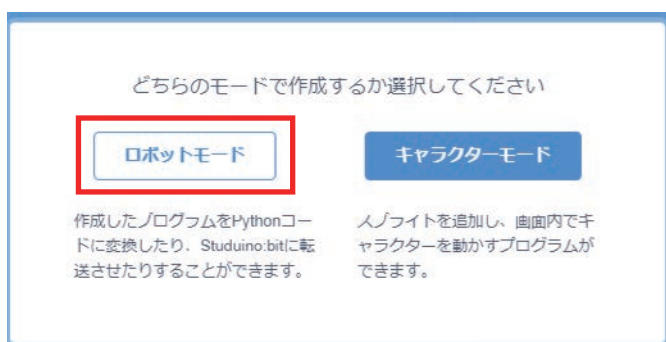 どちらのモードで作成するか選択してください
ロボットモード
キャラクターモード
作成したプログラムをPythonコー
ドに変換したり、Studuino:bitに転
送させたりすることができます。
スプライトを追加し、画面内でキ
ャラクターを動かすプログラムが
できます。